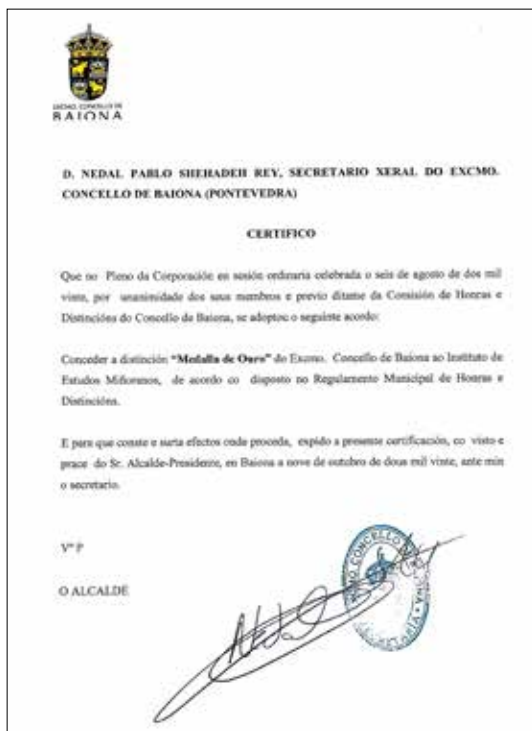 EXCMO. CONCELLO DE
BAIONA
D. NEDAL PABLO SHEHADEH REY, SECRETARIO XERAL DO EXCMO.
CONCELLO DE BAIONA (PONTEVEDRA)
CERTIFICO
Que no Pleno da Corporación en sesión ordinaria celebrada o seis de agosto de dos mil
vinte, por unanimidade dos seus membros e previo ditame da Comisión de Honras e
Distincións do Concello de Baiona, se adoptou o seguinte acordo:
Conceder a distinción "Medalla de Ouro" do Excmo. Concello de Baiona ao Instituto de
Estudos Miñoranos, de acordo co disposto no Regulamento Municipal de Honras e
Distincións.
E para que conste e surta efectos onde proceda, expido a presente certificación, co visto e
prace do Sr. Alcalde-Presidente, en Baiona a nove de outubro de dous mil vinte, ante min
o secretario.
Vº P
O ALCALDE
CONCELLO
SECRETARÍA